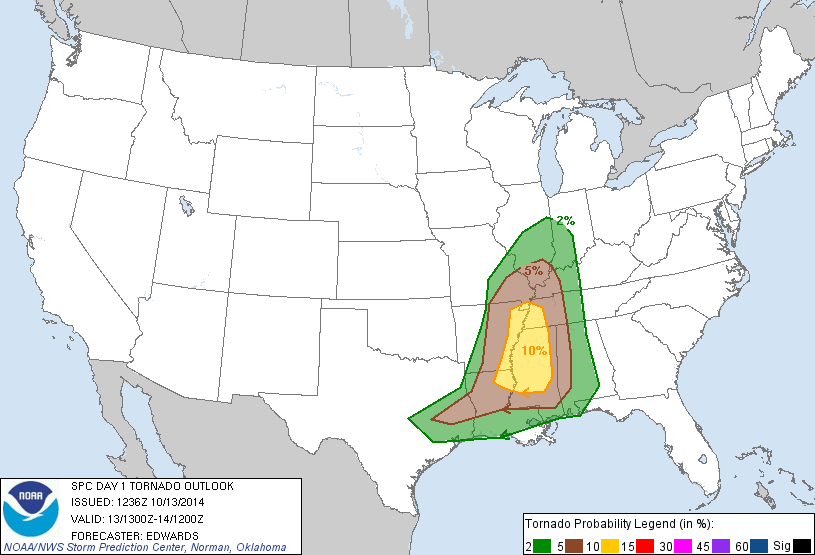 2%
5%
10%
NOAA
SPC DAY 1 TORNADO OUTLOOK
ISSUED: 1236Z 10/13/2014
VALID: 13/1300Z-14/1200Z
FORECASTER: EDWARDS
NOAA/NWS Storm Prediction Center, Norman, Oklahoma
Tornado Probability Legend (in %):
2 5 10 15 30 45 60 Sig